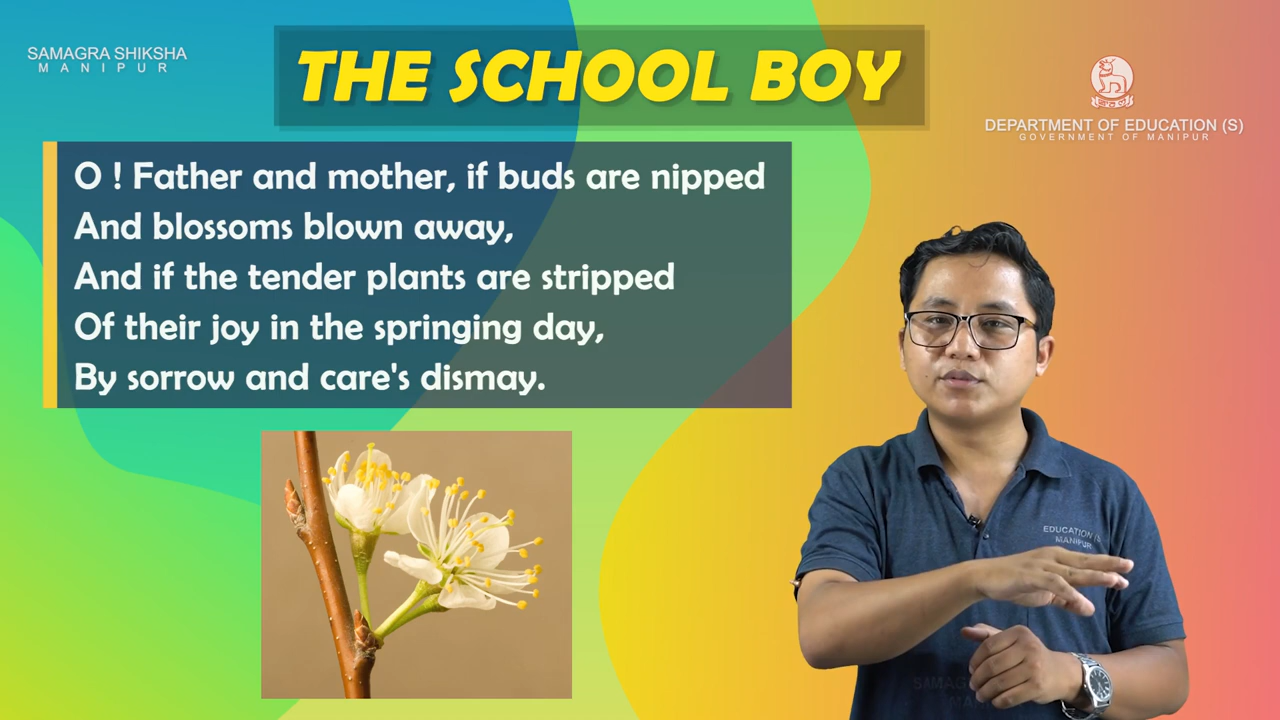 SAMAGRA SHIKSHA
MANIPUR
THE SCHOOL BOY
DEPARTMENT OF EDUCATION (S)
GOVERNMENT OF MANIPUR
O ! Father and mother, if buds are nipped
And blossoms blown away,
And if the tender plants are stripped
Of their joy in the springing day,
By sorrow and care's dismay.
EDUCATION (S
MANIPUR